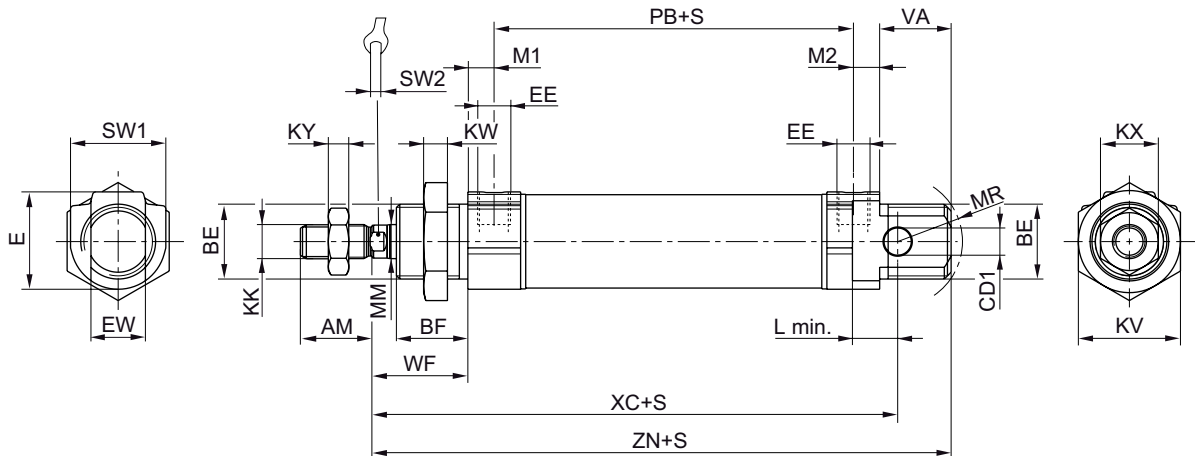 PB+S
VA
M1
M2
SW2
EE
SW1
KY
KW
EE
KX
MR
E
BE
BE
KK
MM
CD1
EW
AM
BF
L min.
KV
WF
XC+S
ZN+S